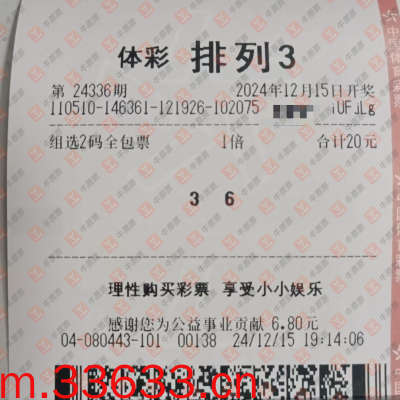 体彩 排列3
第 24336期 2024年12月15日开奖
110510-146361-121926-102075
组选2码全包票 1倍 合计20元
3 6
理性购买彩票 享受小小娱乐
感谢您为公益事业贡献 6.80元
04-080443-101 00138 24/12/15 19:14:06
m.33633.cn